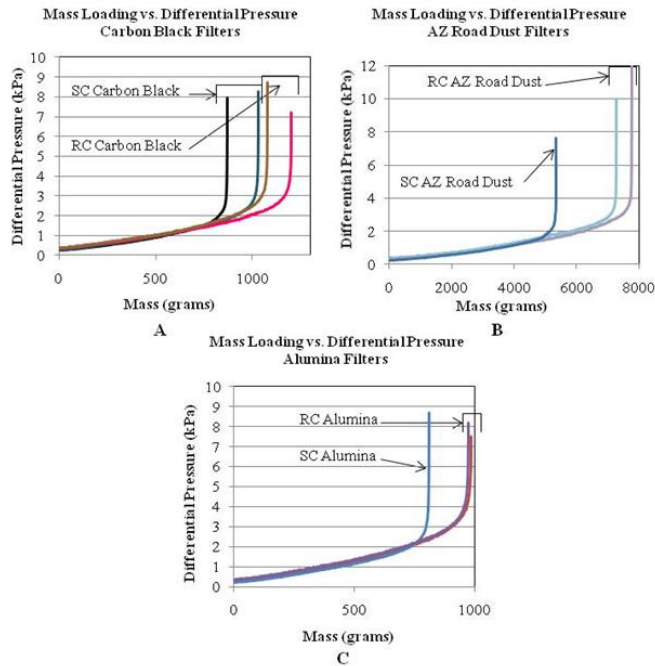 Mass Loading vs. Differential Pressure
Carbon Black Filters
Differential Pressure (kPa)
10
9
8
7
6
5
4
3
2
1
0
SC Carbon Black
RC Carbon Black
0 500 1000
Mass (grams)
A
Mass Loading vs. Differential Pressure
AZ Road Dust Filters
Differential Pressure (kPa)
12
10
8
6
4
2
0
RC AZ Road Dust
SC AZ Road Dust
0 2000 4000 6000 8000
Mass (grams)
B
Mass Loading vs. Differential Pressure
Alumina Filters
Differential Pressure (kPa)
10
9
8
7
6
5
4
3
2
1
0
RC Alumina
SC Alumina
0 500 1000
Mass (grams)
C